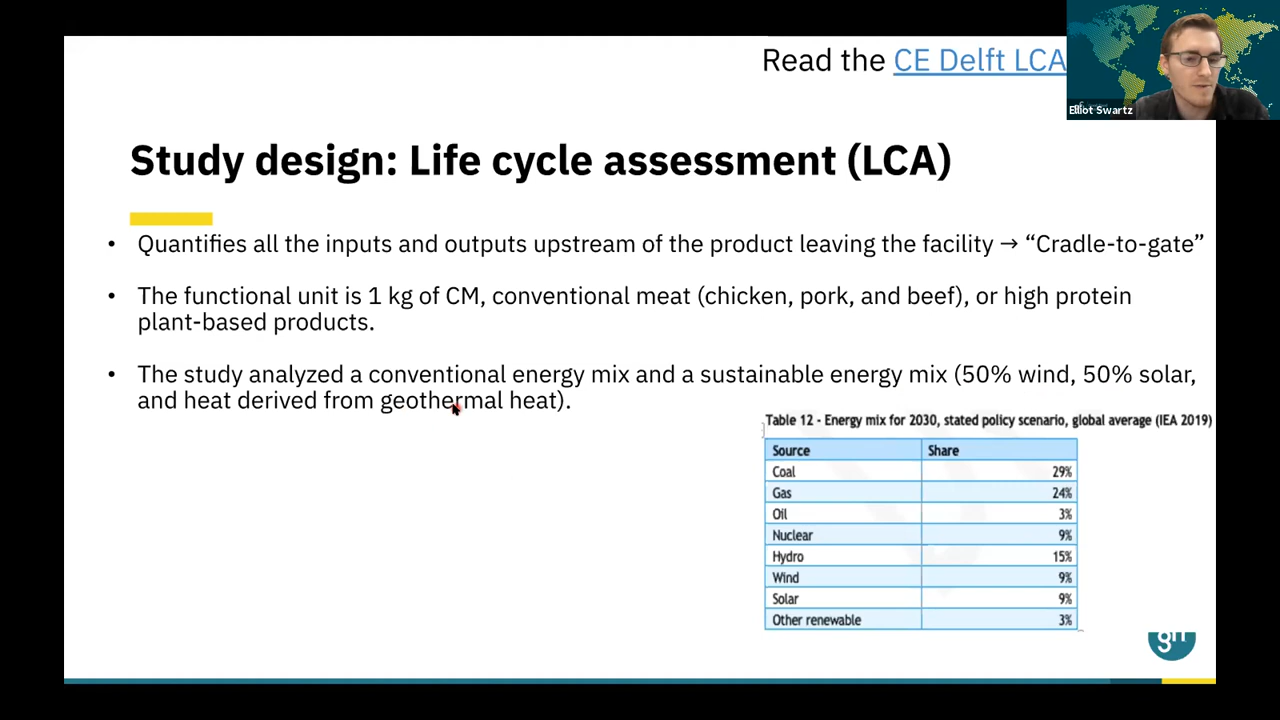 Read the CE Delft LCA
Elliot Swartz
Study design: Life cycle assessment (LCA)
• Quantifies all the inputs and outputs upstream of the product leaving the facility → “Cradle-to-gate”
• The functional unit is 1 kg of CM, conventional meat (chicken, pork, and beef), or high protein
plant-based products.
• The study analyzed a conventional energy mix and a sustainable energy mix (50% wind, 50% solar,
and heat derived from geothermal heat).
Table 12 - Energy mix for 2030, stated policy scenario, global average (IEA 2019)
Source Share
Coal 29%
Gas 24%
Oil 3%
Nuclear 9%
Hydro 15%
Wind 9%
Solar 9%
Other renewable 3%